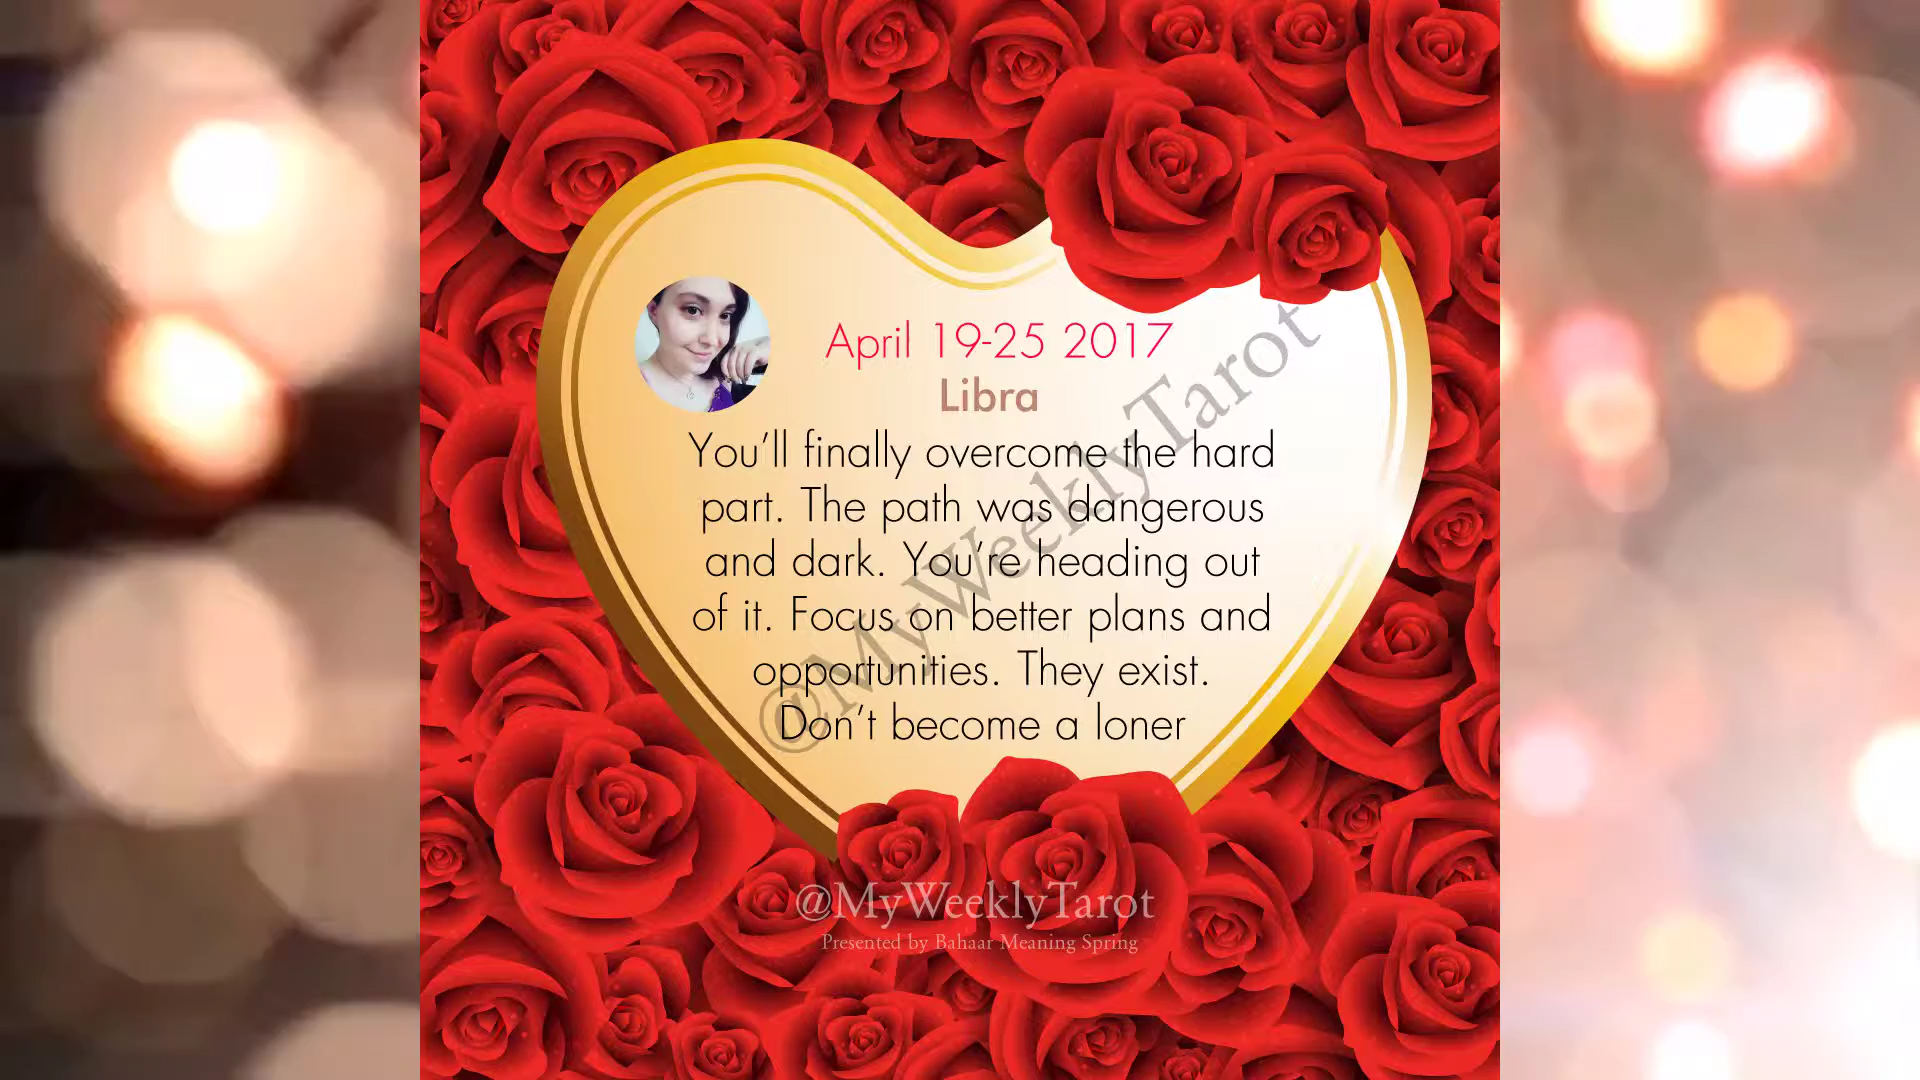 April 19-25 2017
Libra
You'll finally overcome the hard
part. The path was dangerous
and dark. You're heading out
of it. Focus on better plans and
opportunities. They exist.
Don't become a loner
@MyWeeklyTarot
@MyWeeklyTarot
Presented by Bahaar Meaning Spring